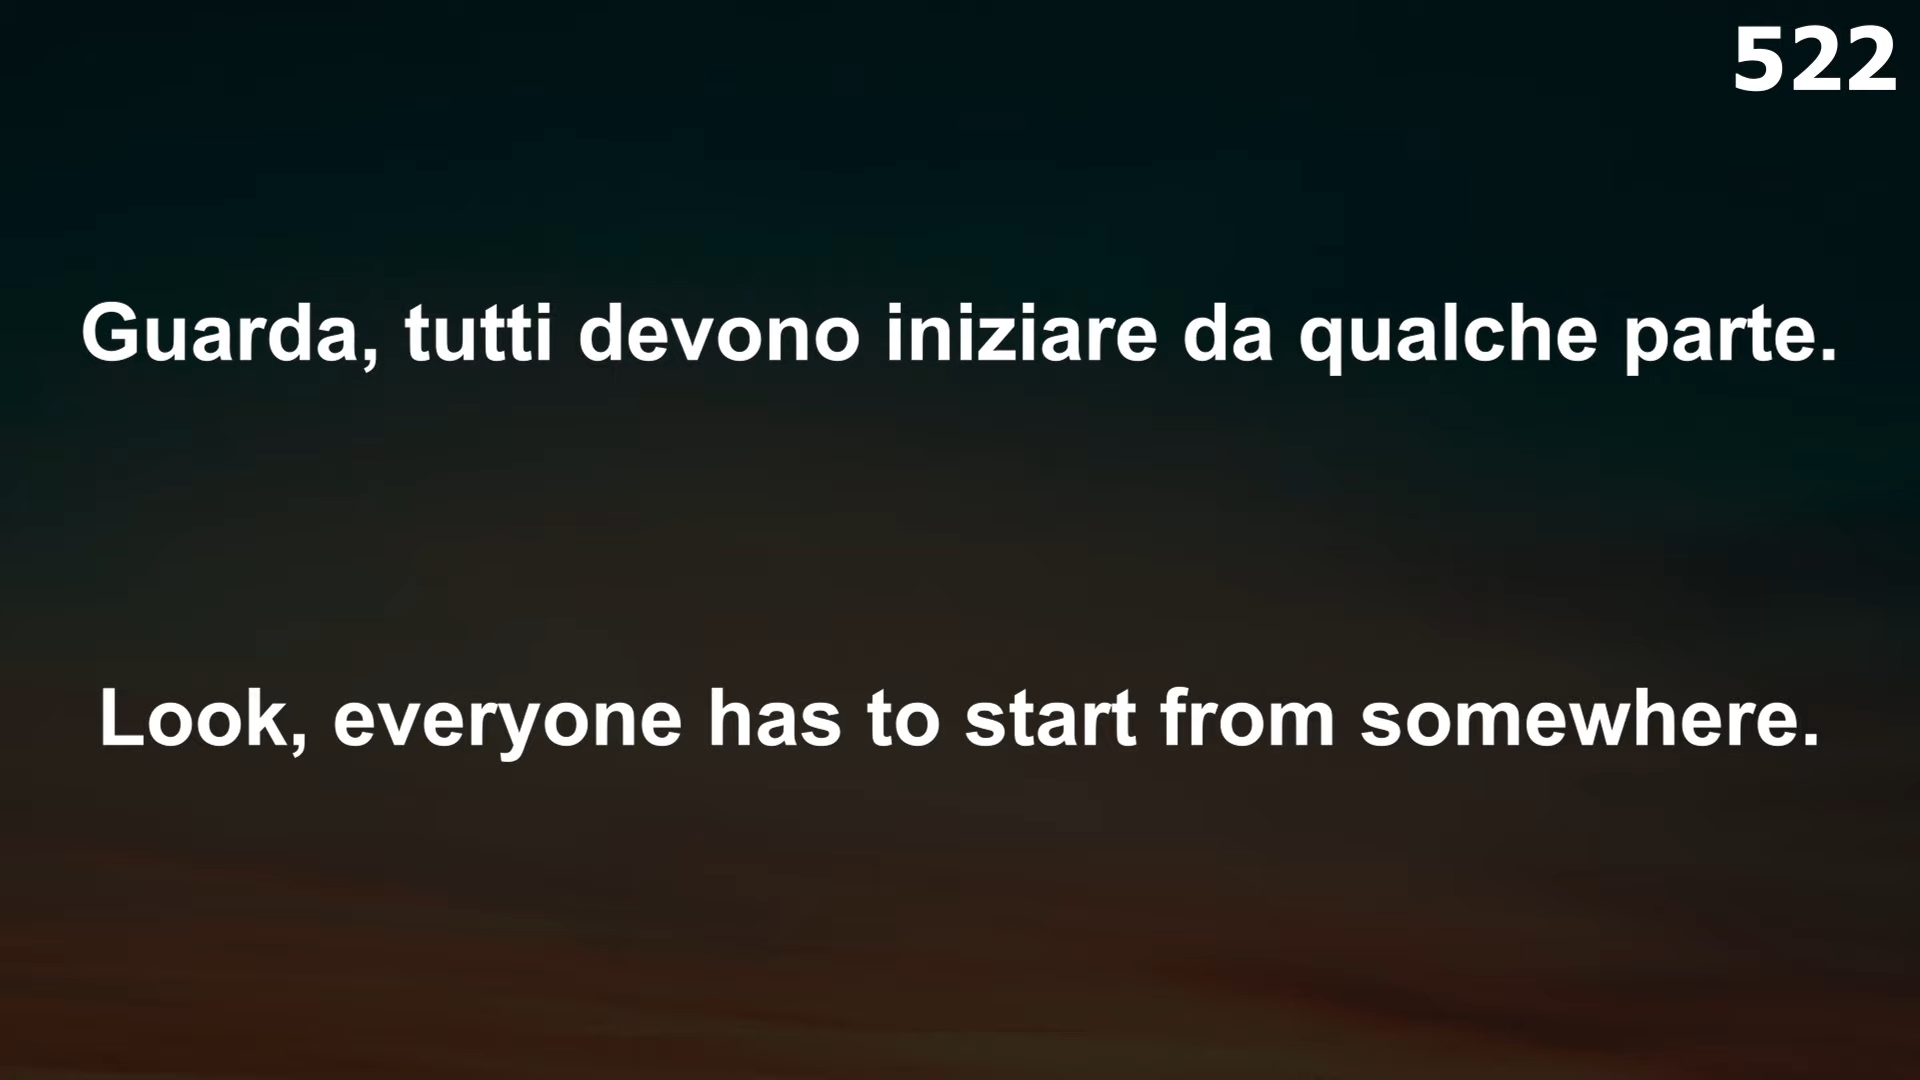 522
Guarda, tutti devono iniziare da qualche parte.
Look, everyone has to start from somewhere.